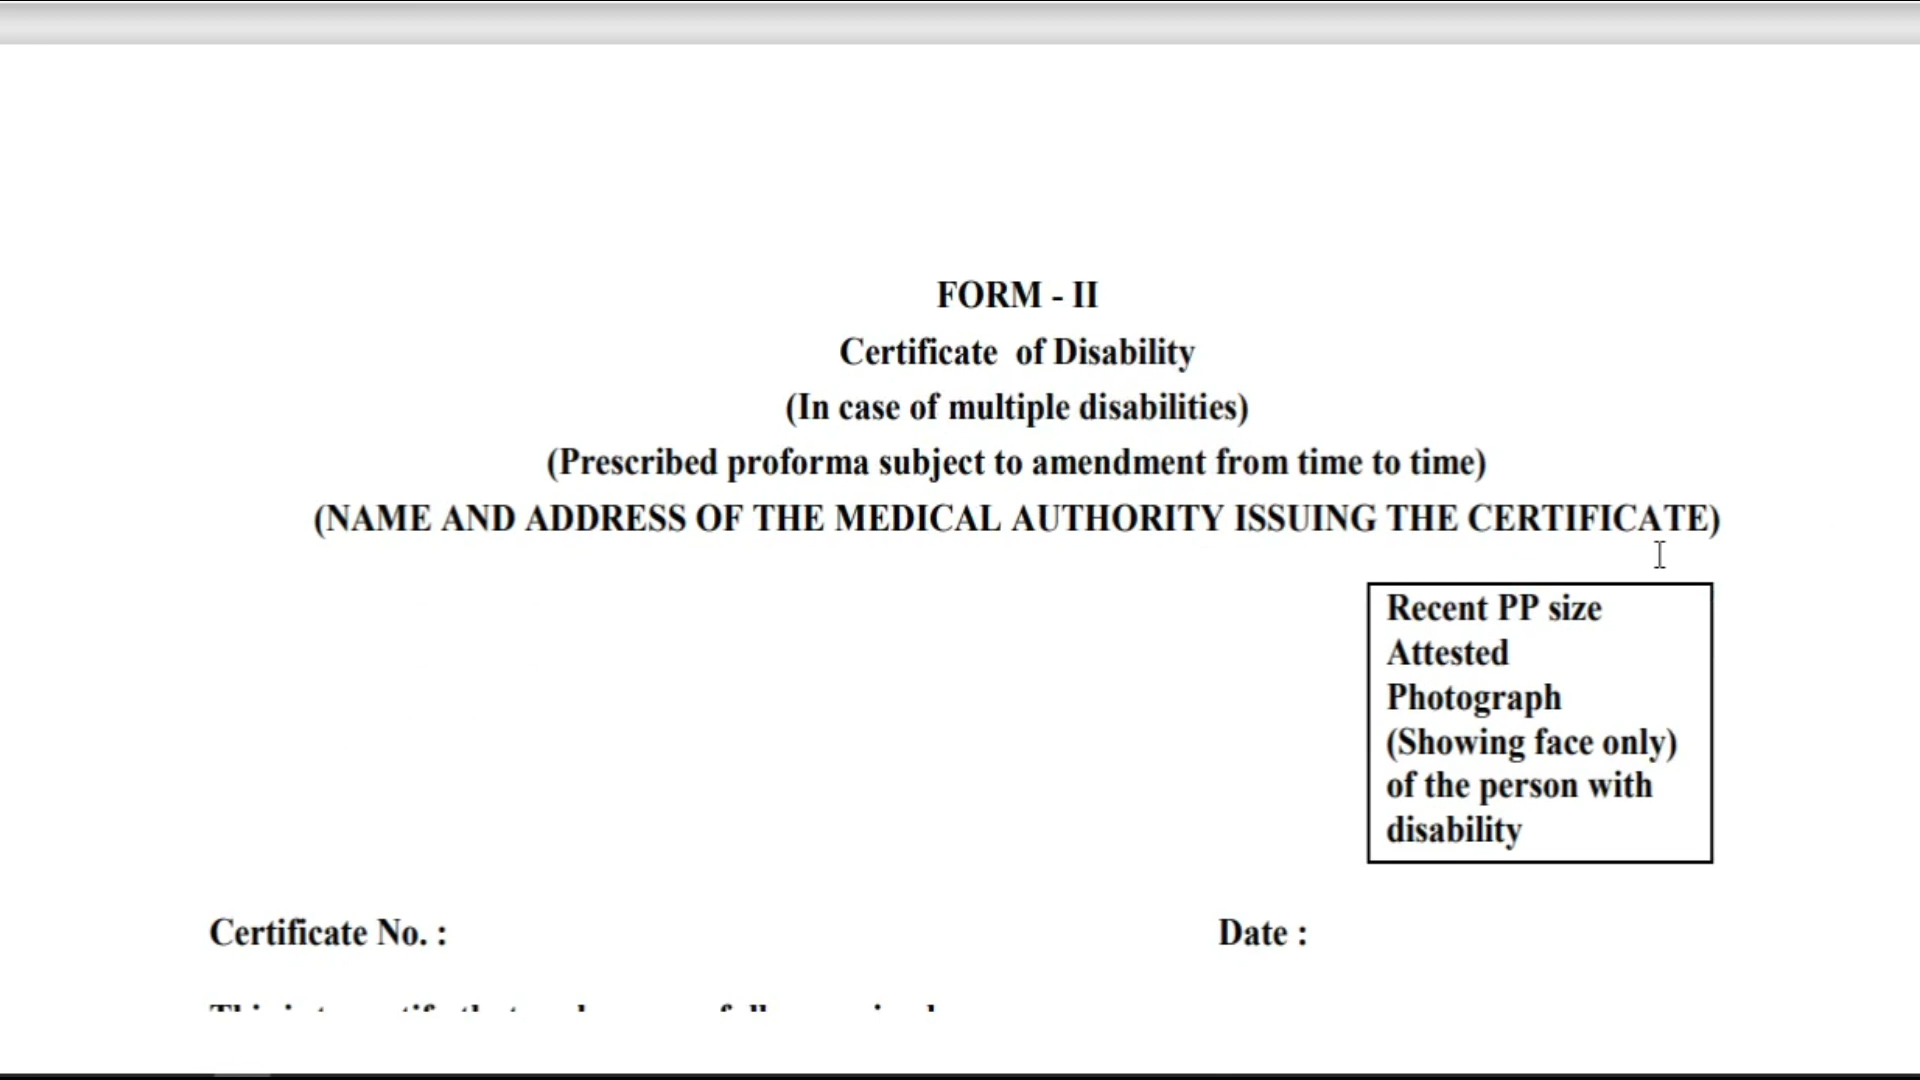 FORM - II
Certificate of Disability
(In case of multiple disabilities)
(Prescribed proforma subject to amendment from time to time)
(NAME AND ADDRESS OF THE MEDICAL AUTHORITY ISSUING THE CERTIFICATE)
Recent PP size
Attested
Photograph
(Showing face only)
of the person with
disability
Certificate No. :
Date :